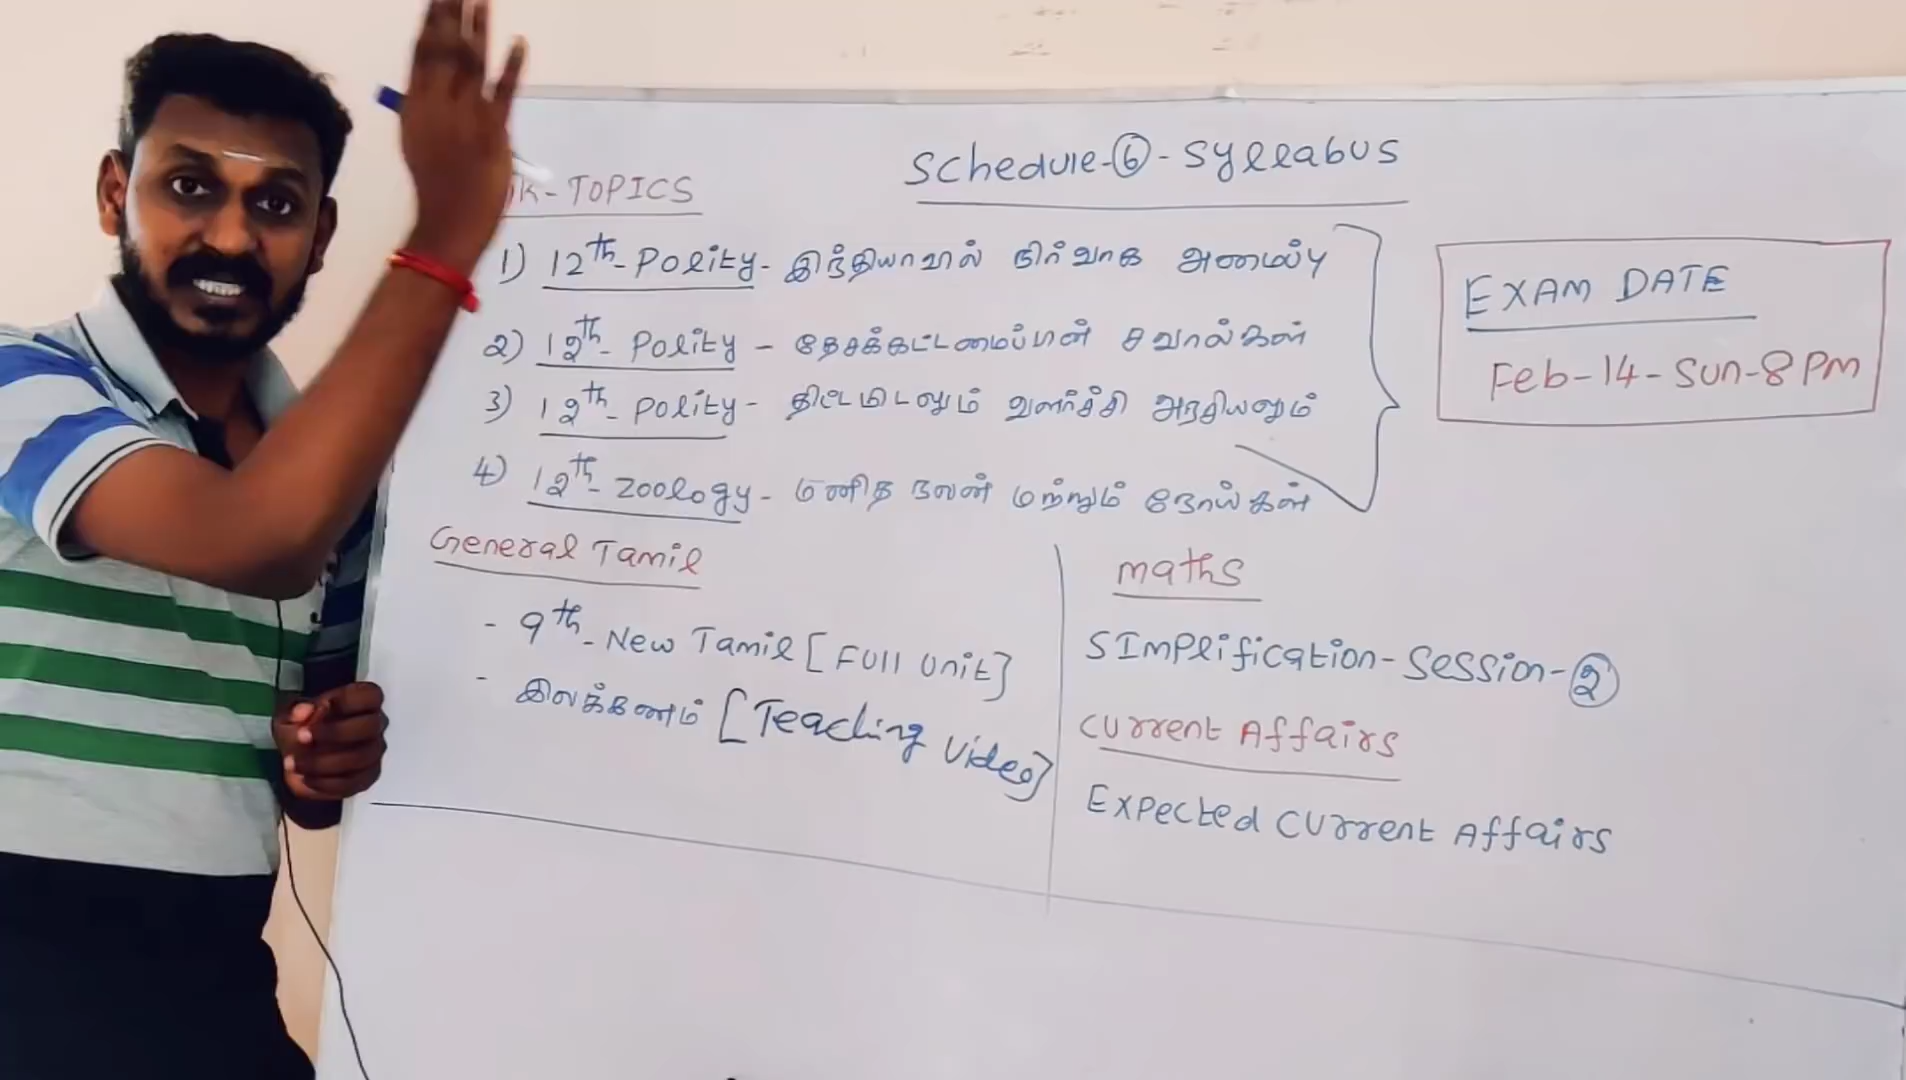 Schedule-6-Syllabus
K-TOPICS
1) 12th-Polity- இந்தியாவில் நிர்வாக அமைப்பு
2) 12th-Polity - தேசக்கட்டமைப்பின் சவால்கள்
3) 12th-Polity- திட்டமிடலும் வளர்ச்சி அரசியலும்
4) 12th-Zoology- மனித நலன் மற்றும் நோய்கள்
EXAM DATE
Feb-14-Sun-8PM
General Tamil
- 9th-New Tamil [Full Unit]
- இலக்கணம் [Teaching Video]
Maths
SImplification-Session-2
Current Affairs
Expected Current Affairs